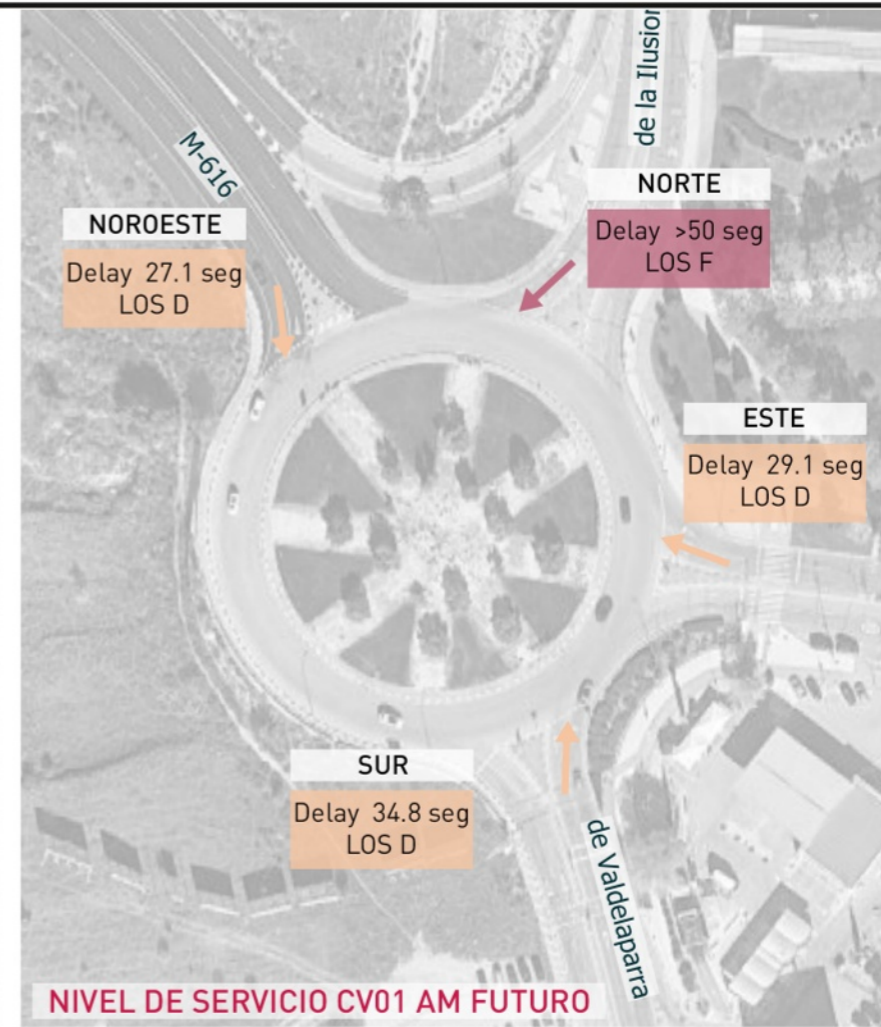 de la Ilusion
M-616
NORTE
Delay >50 seg
LOS F
NOROESTE
Delay 27.1 seg
LOS D
ESTE
Delay 29.1 seg
LOS D
SUR
Delay 34.8 seg
LOS D
de Valdelaparra
NIVEL DE SERVICIO CV01 AM FUTURO